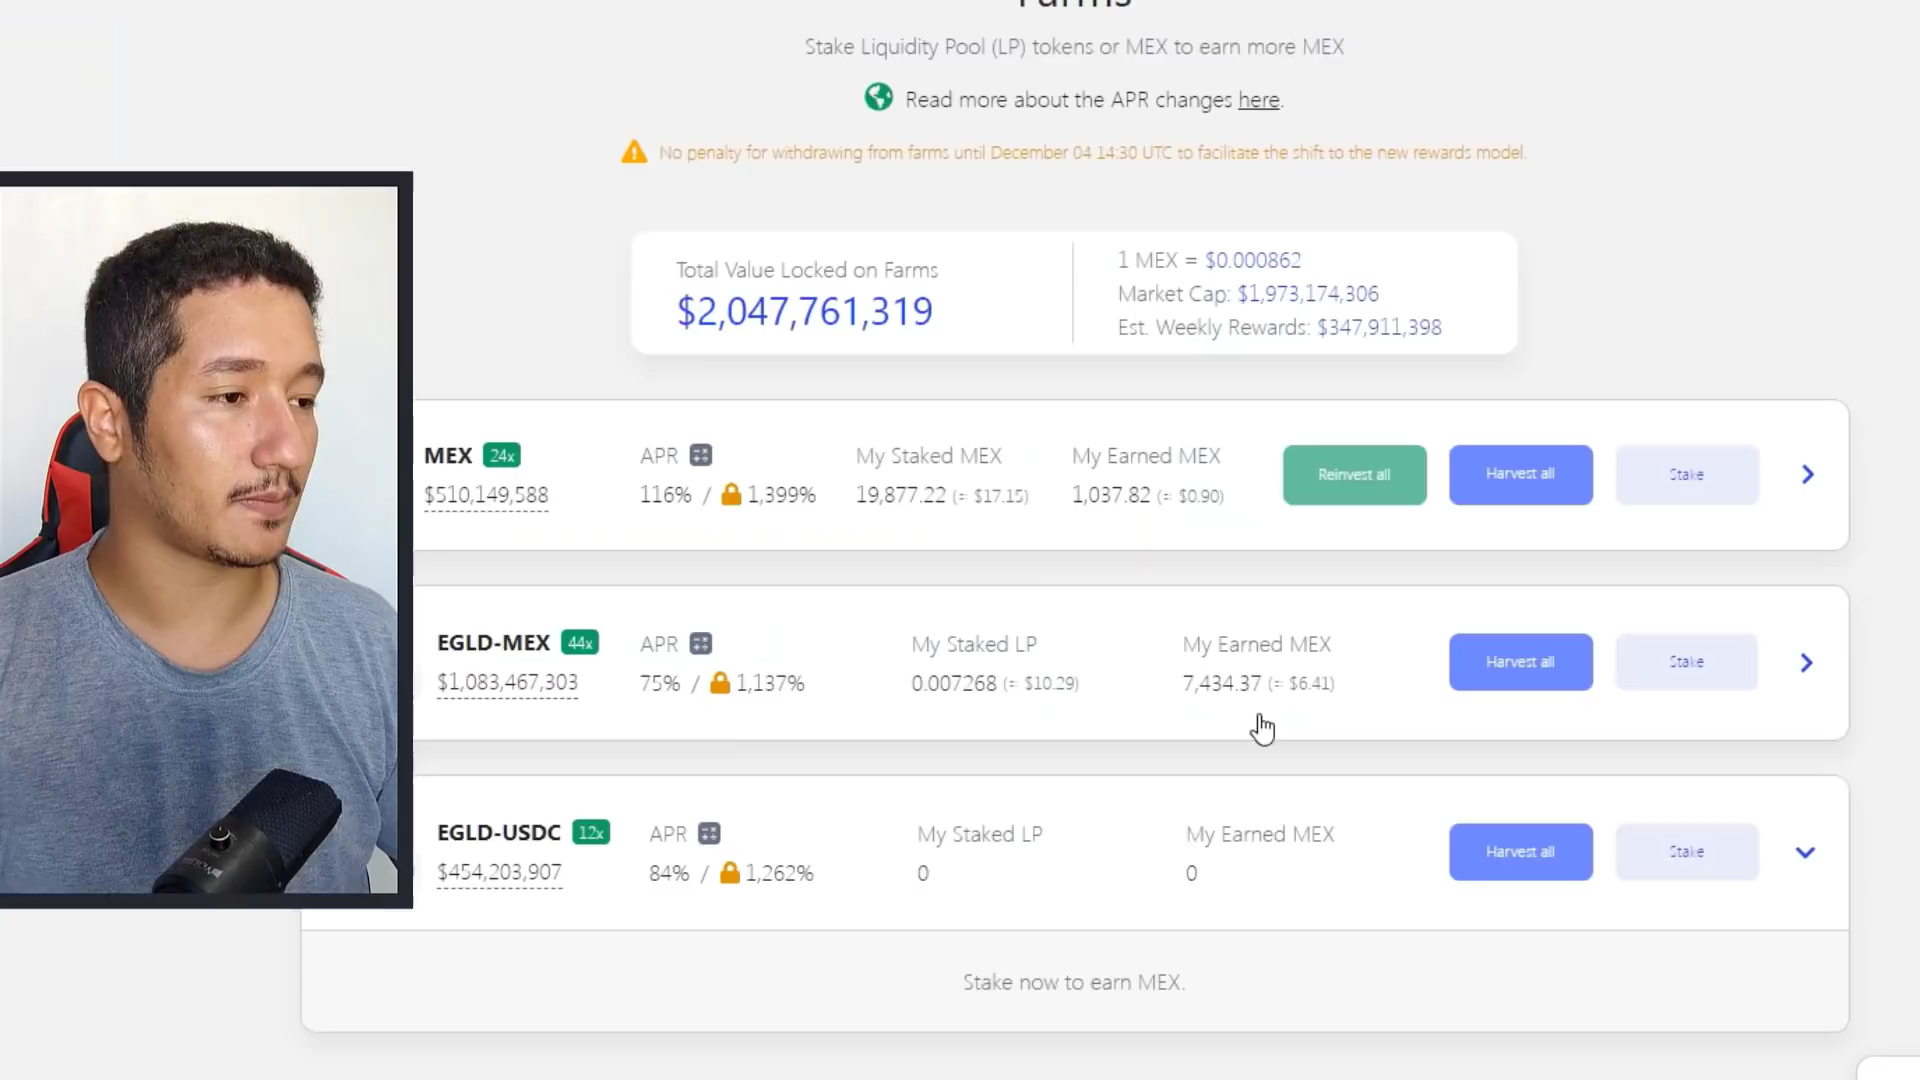 Farms
Stake Liquidity Pool (LP) tokens or MEX to earn more MEX
Read more about the APR changes here.
No penalty for withdrawing from farms until December 04 14:30 UTC to facilitate the shift to the new rewards model.
Total Value Locked on Farms
$2,047,761,319
1 MEX = $0.000862
Market Cap: $1,973,174,306
Est. Weekly Rewards: $347,911,398
MEX 24x
$510,149,588
APR
116% / 1,399%
My Staked MEX
19,877.22 (= $17.15)
My Earned MEX
1,037.82 (= $0.90)
Reinvest all
Harvest all
Stake
EGLD-MEX 44x
$1,083,467,303
APR
75% / 1,137%
My Staked LP
0.007268 (= $10.29)
My Earned MEX
7,434.37 (= $6.41)
Harvest all
Stake
EGLD-USDC 12x
$454,203,907
APR
84% / 1,262%
My Staked LP
0
My Earned MEX
0
Harvest all
Stake
Stake now to earn MEX.